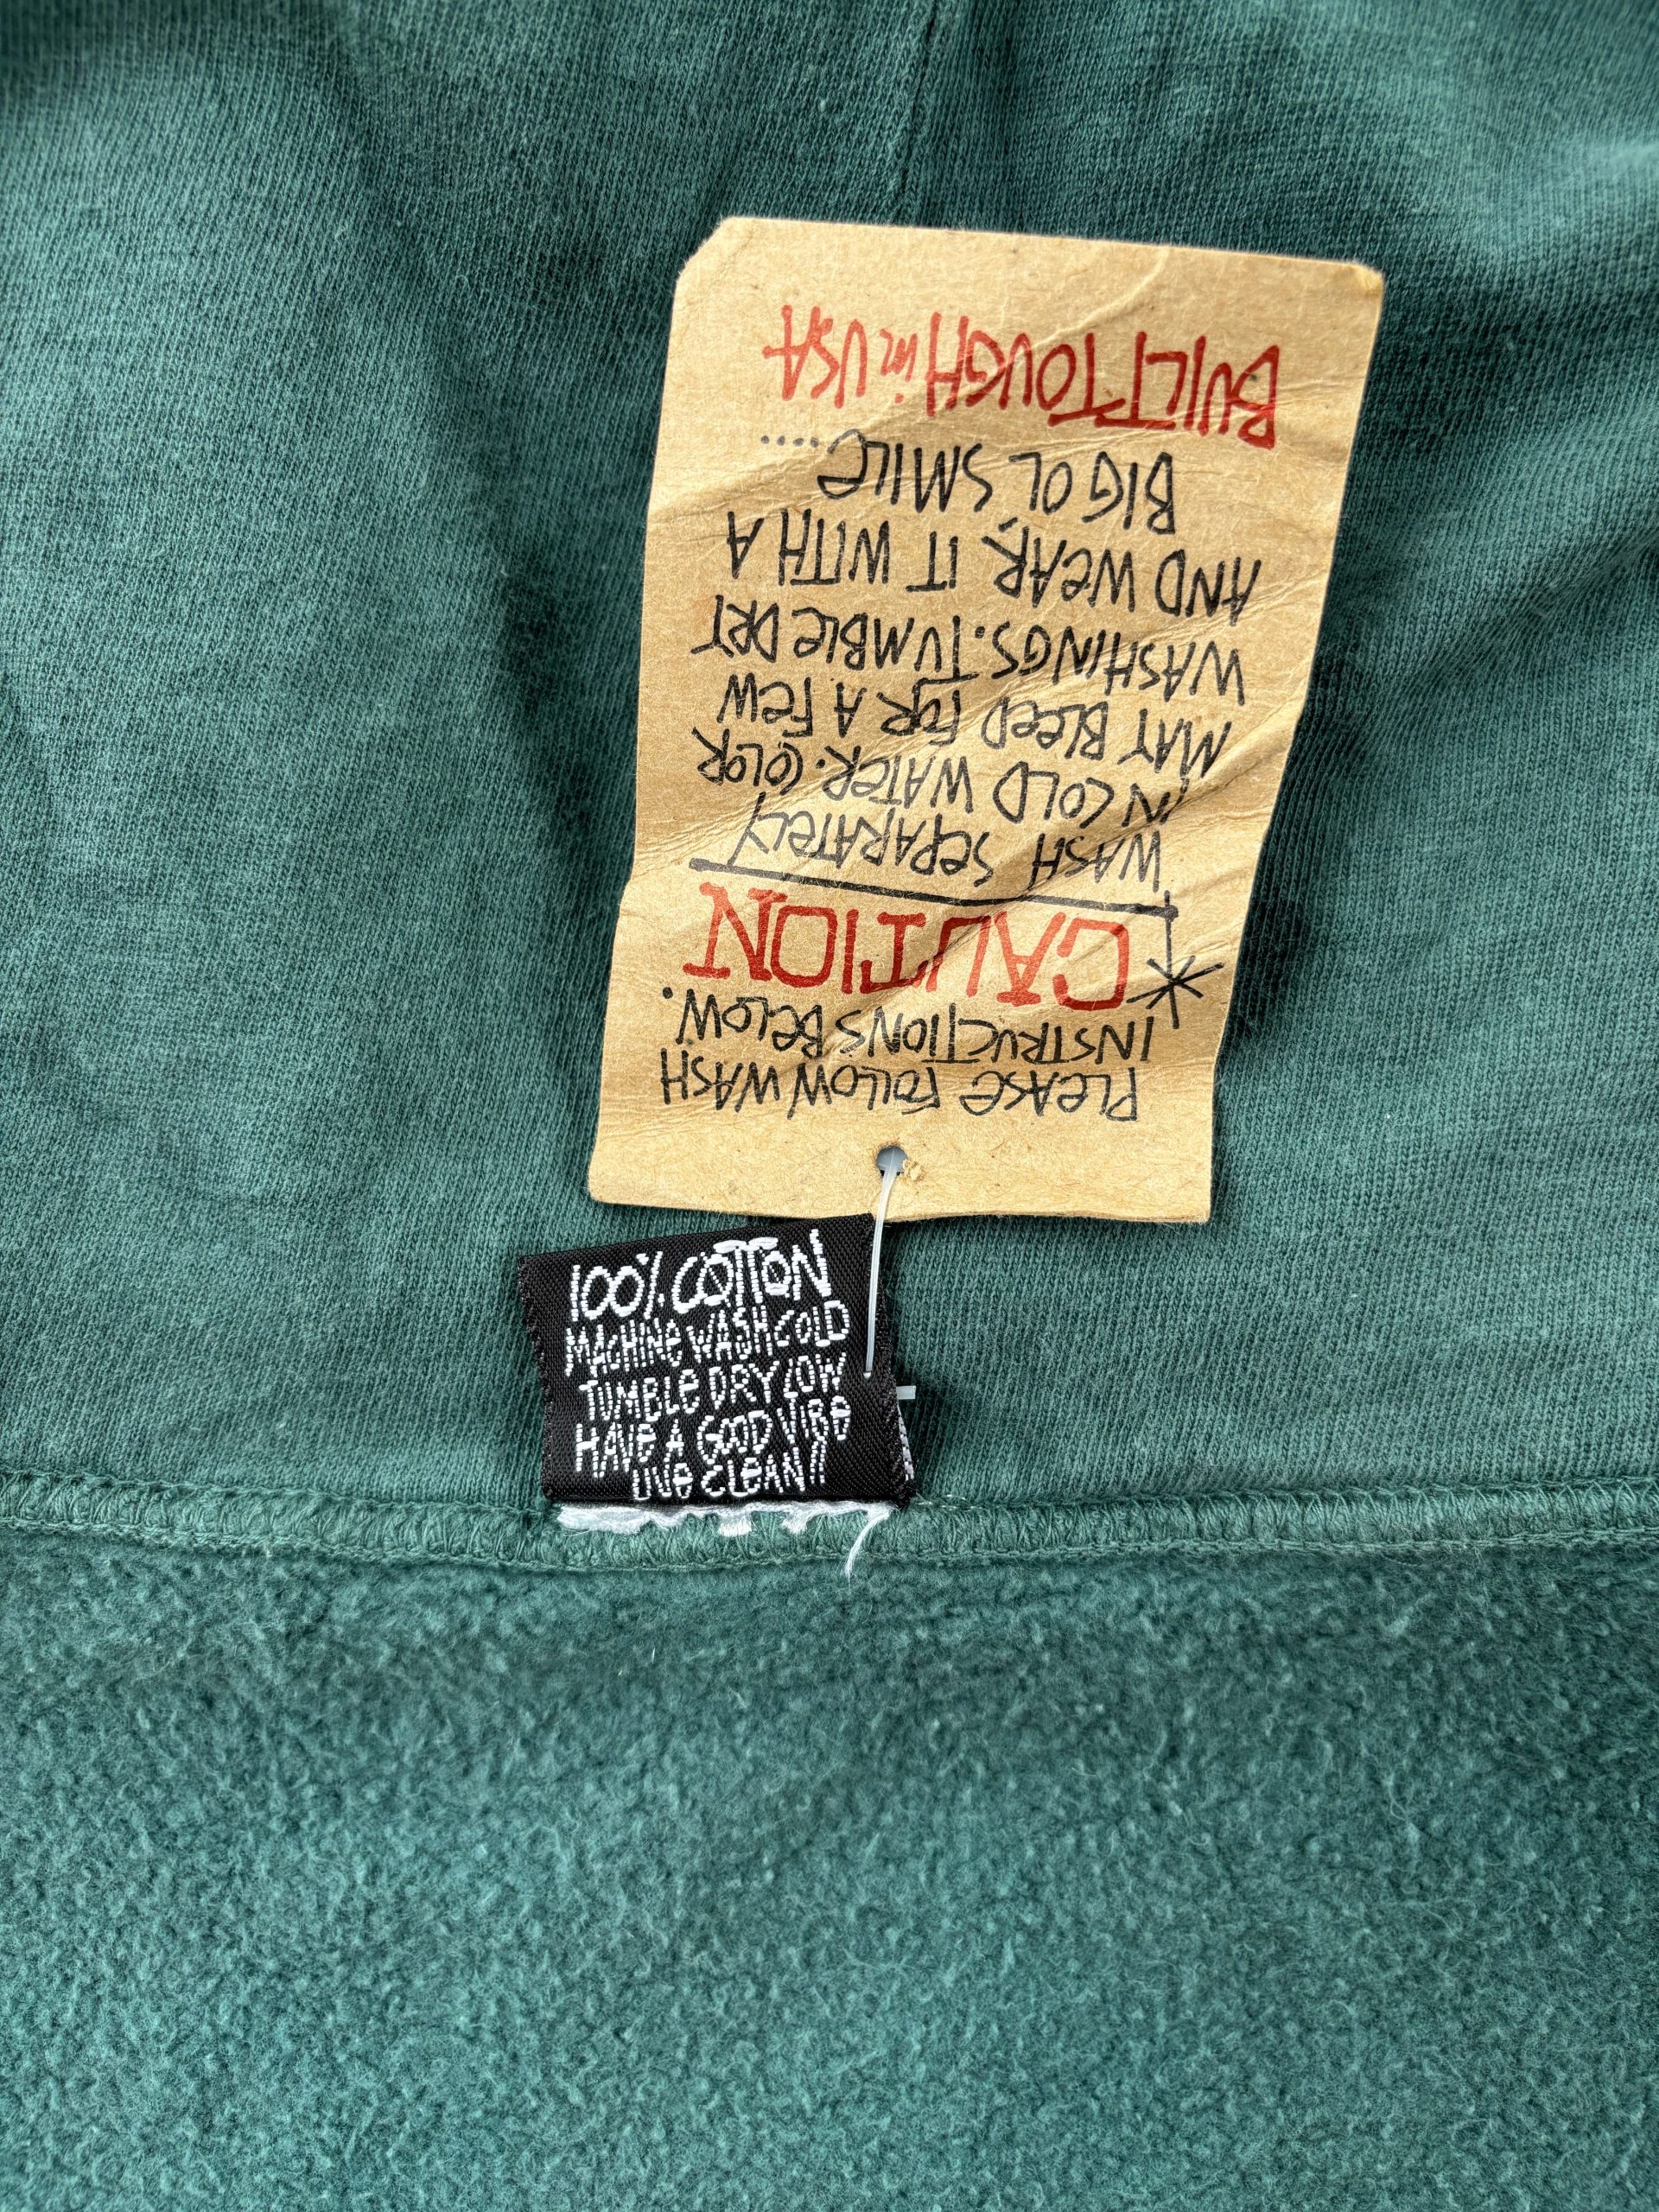 PLEASE FOLLOW WASH
INSTRUCTIONS BELOW.
*CAUTION
WASH SEPARATELY
IN COLD WATER. COLOR
MAY BLEED FOR A FEW
WASHINGS. TUMBLE DRY
AND WEAR IT WITH A
BIG OL SMILE....
BUILT TOUGH in USA
100% COTTON
MACHINE WASH COLD
TUMBLE DRY LOW
HAVE A GOOD VIBE
LIVE CLEAN!!